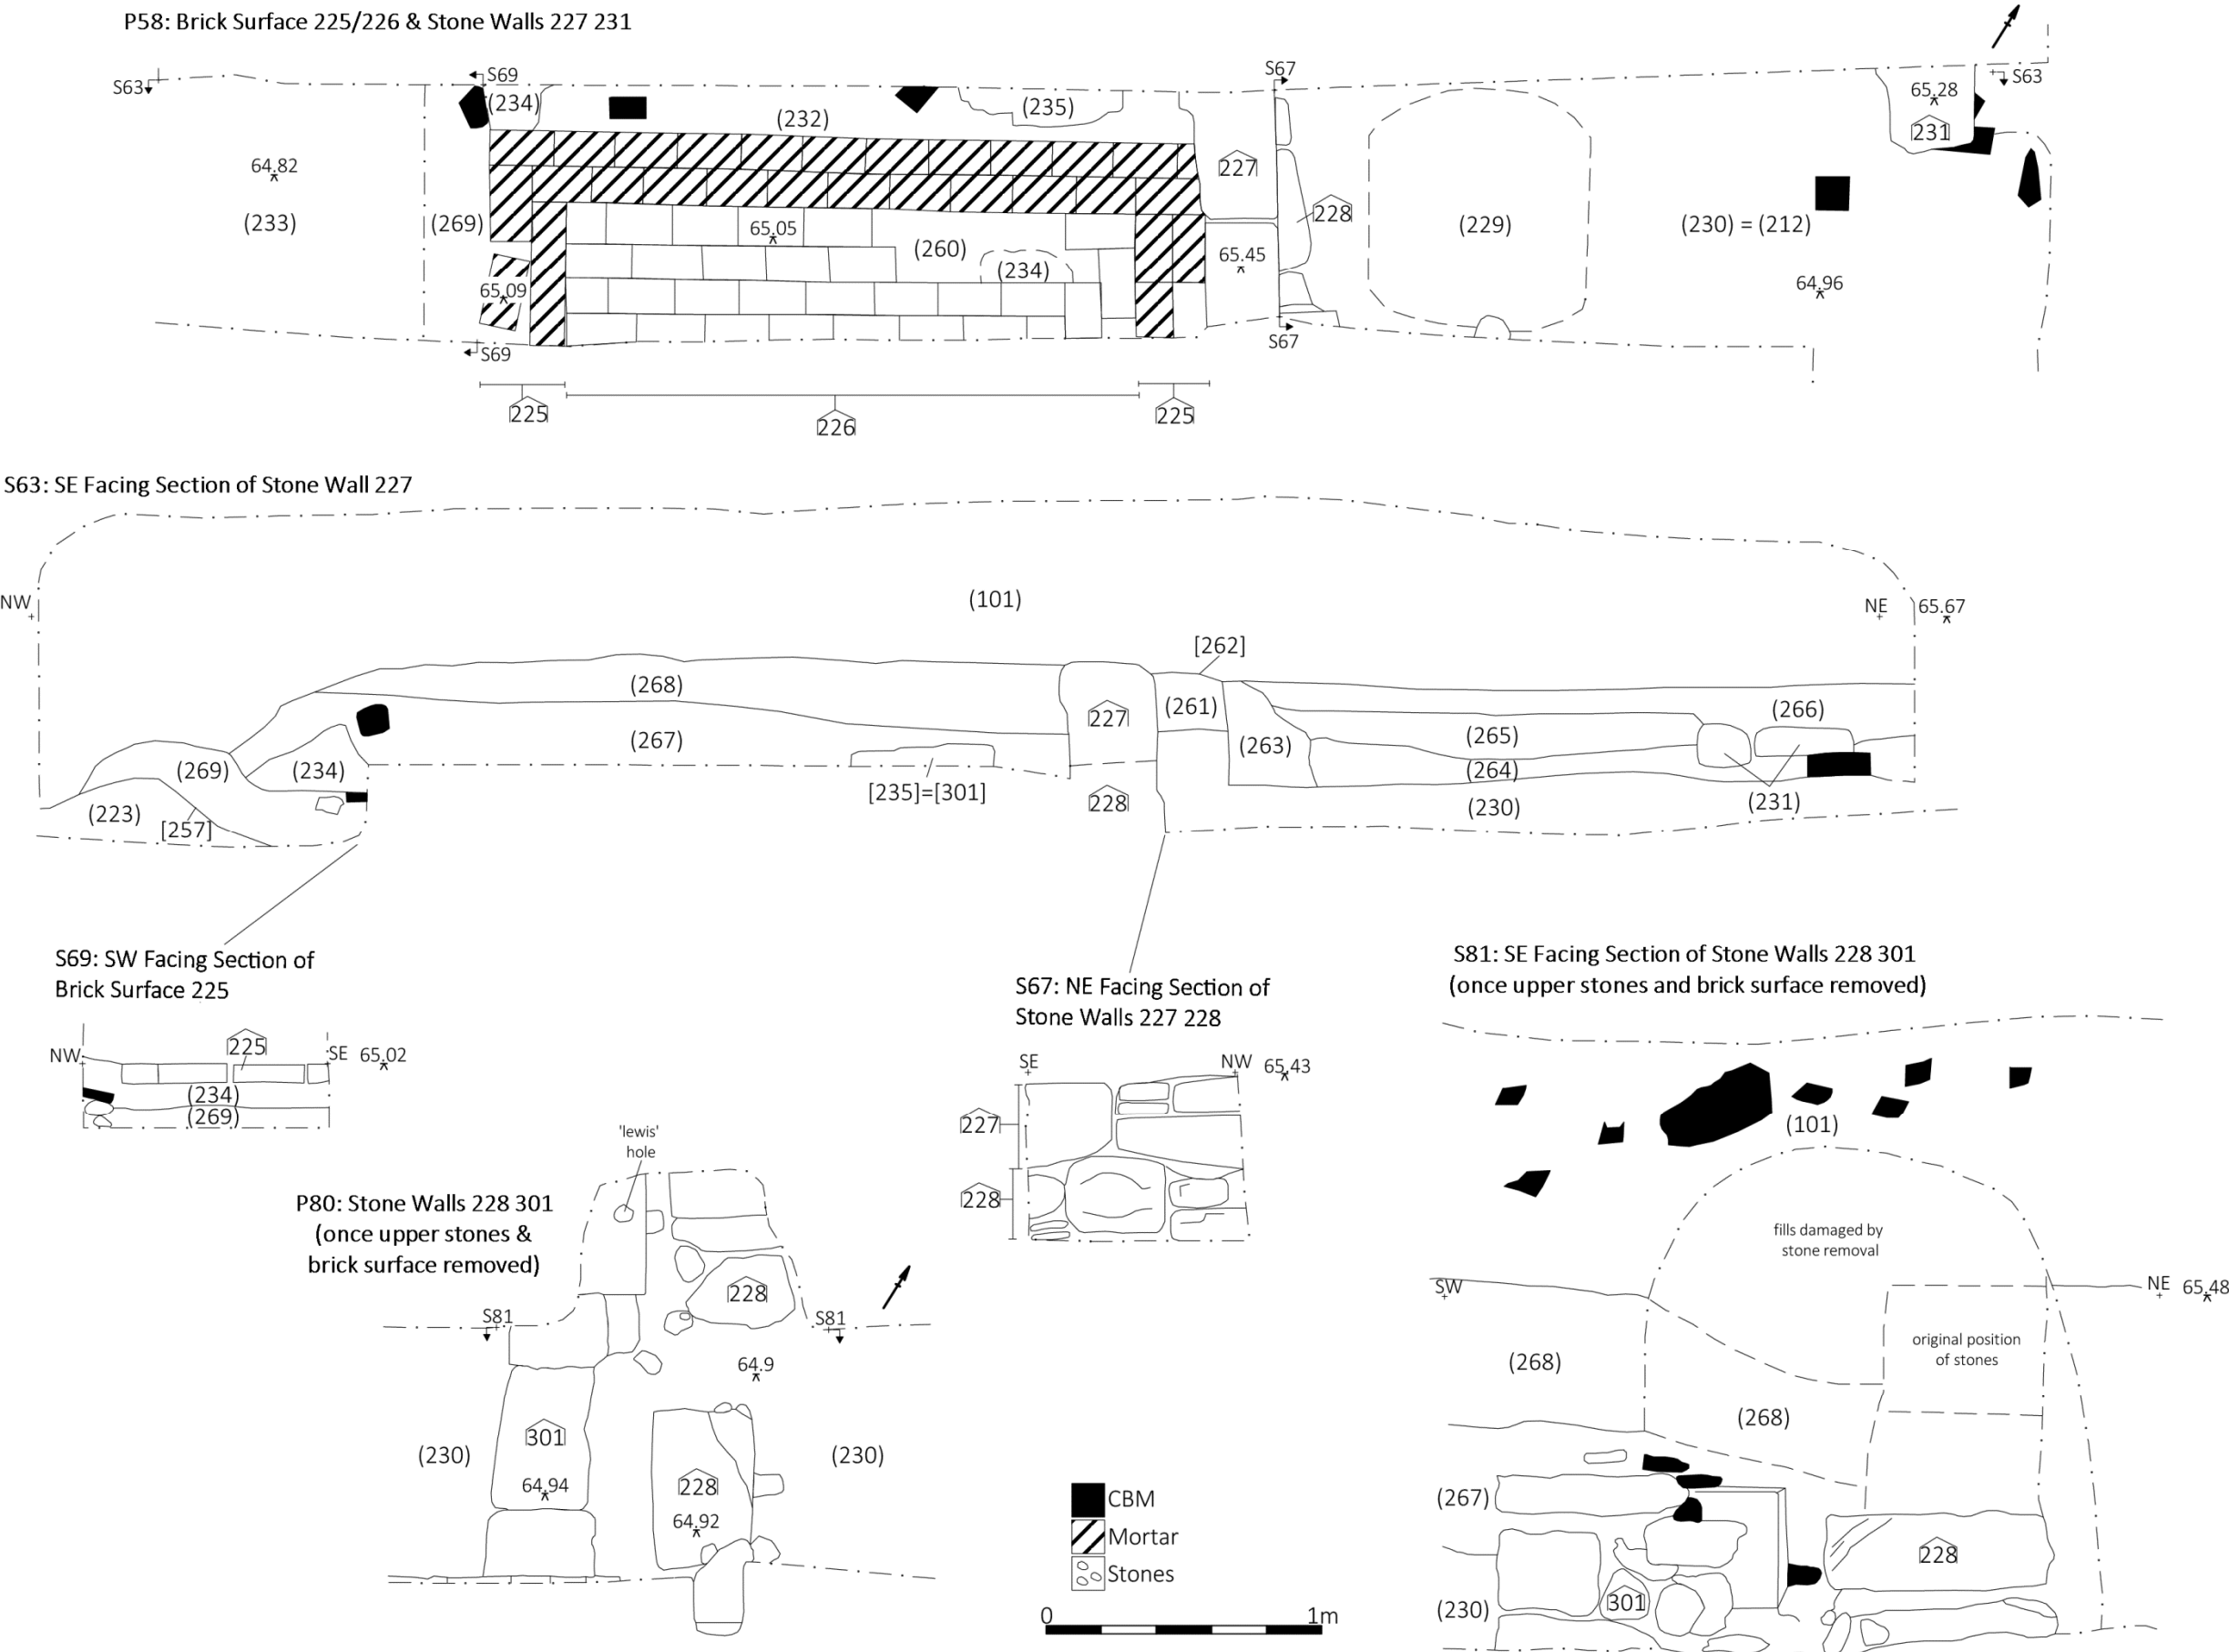 P58: Brick Surface 225/226 & Stone Walls 227 231
S63
S69
S67
S63
(234)
(232)
(235)
65.28
231
64.82
227
(233)
(269)
65.05
(260)
(234)
228
(229)
(230) = (212)
65.45
65.09
64.96
S69
S67
225
226
225
S63: SE Facing Section of Stone Wall 227
NW
(101)
NE
65.67
[262]
(268)
227
(261)
(266)
(267)
(263)
(265)
(269)
(234)
(264)
[235]=[301]
228
(223)
[257]
(230)
(231)
S69: SW Facing Section of
Brick Surface 225
225
NW
SE
65.02
(234)
(269)
S67: NE Facing Section of
Stone Walls 227 228
SE
NW
65.43
227
228
S81: SE Facing Section of Stone Walls 228 301
(once upper stones and brick surface removed)
(101)
fills damaged by
stone removal
SW
NE
65.48
original position
of stones
(268)
(268)
(267)
228
301
(230)
'lewis'
hole
P80: Stone Walls 228 301
(once upper stones &
brick surface removed)
228
S81
S81
64.9
301
(230)
(230)
64.94
228
64.92
CBM
Mortar
Stones
0
1m